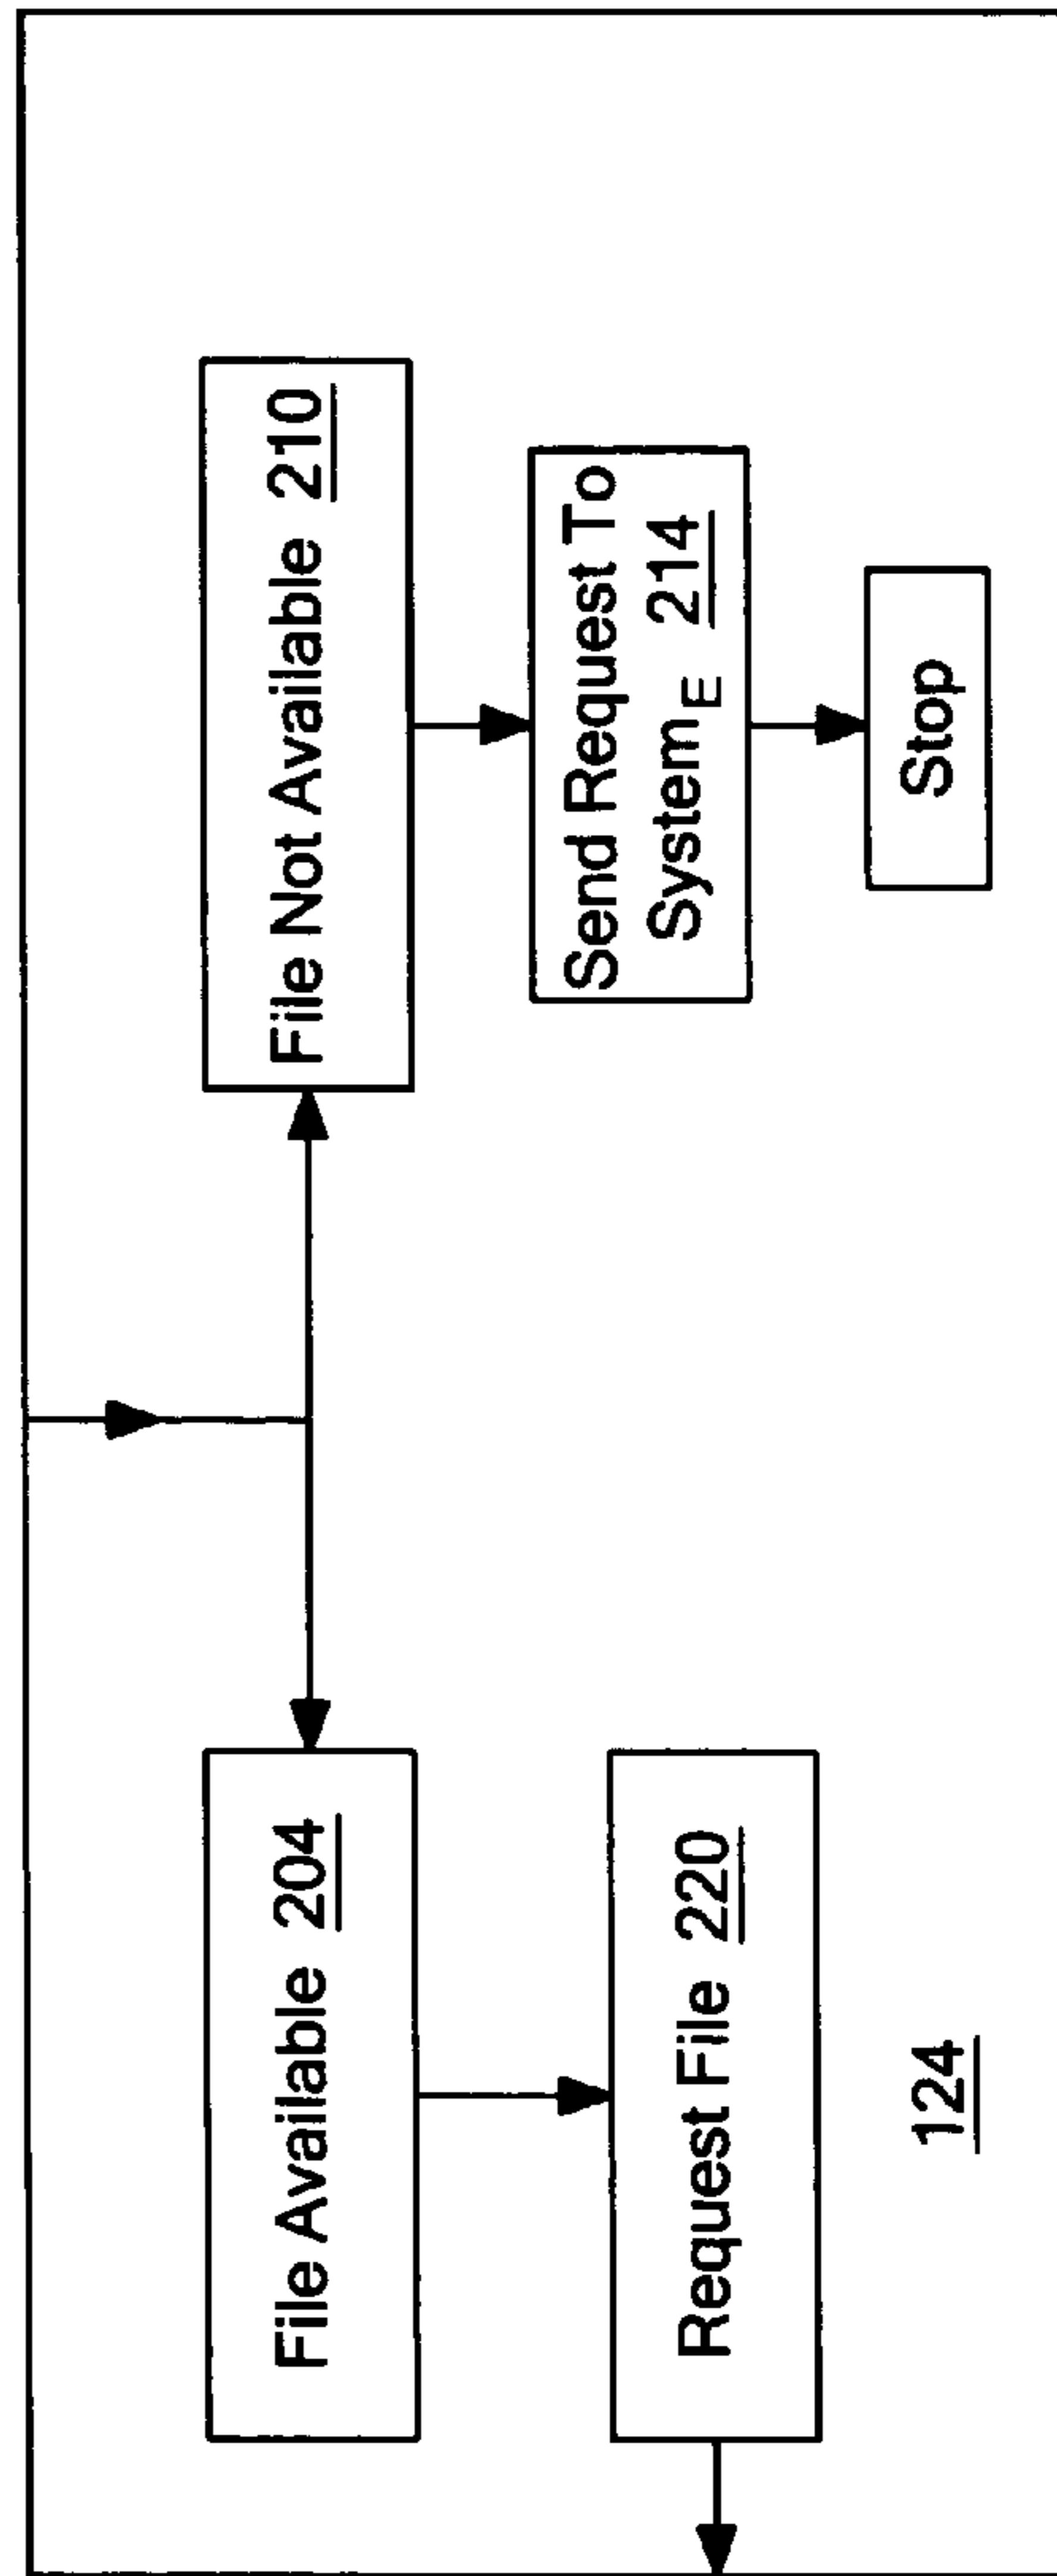 File Available 204
File Not Available 210
Request File 220
Send Request To
System_E 214
Stop
124